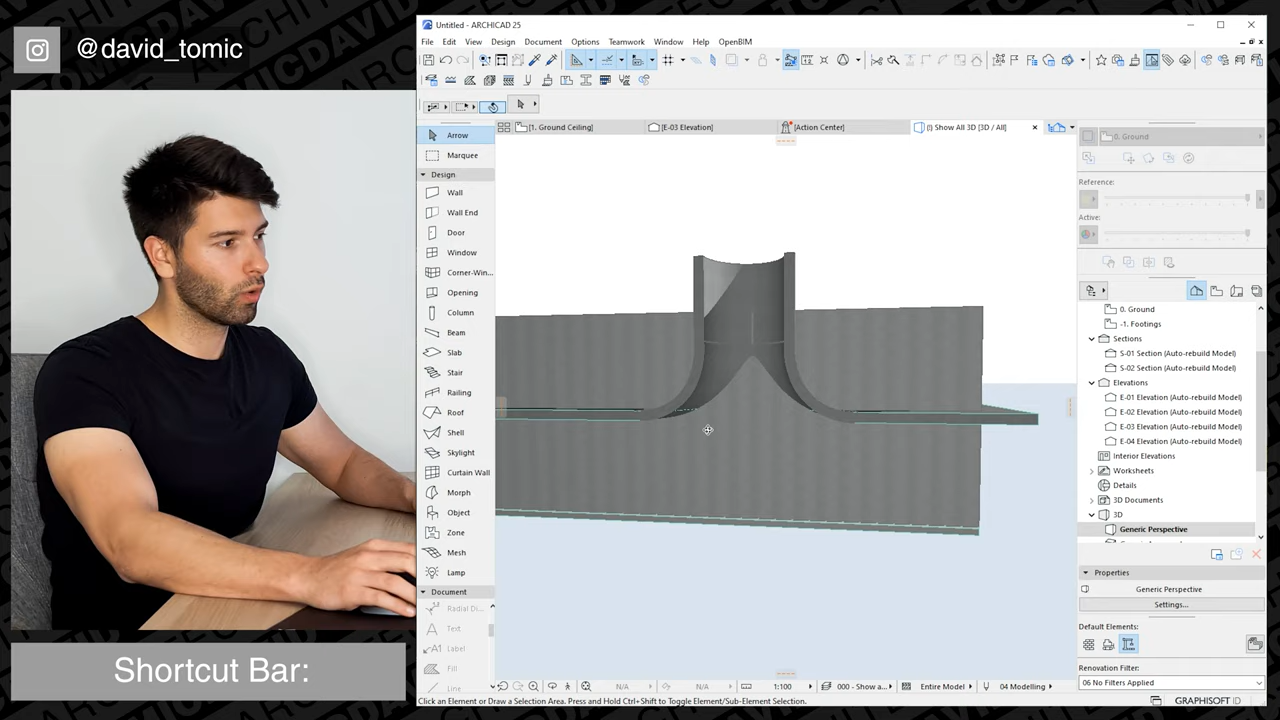 @david_tomic
Shortcut Bar:
Untitled - ARCHICAD 25
File Edit View Design Document Options Teamwork Window Help OpenBIM
N/A
N/A
[1. Ground Ceiling]
[E-03 Elevation]
[Action Center]
(!) Show All 3D [3D / All]
Arrow
Marquee
Design
Wall
Wall End
Door
Window
Corner-Win...
Opening
Column
Beam
Slab
Stair
Railing
Roof
Shell
Skylight
Curtain Wall
Morph
Object
Zone
Mesh
Lamp
Document
Radial Di...
Text
Label
Fill
Line
0. Ground
Reference:
Active:
0. Ground
-1. Footings
Sections
S-01 Section (Auto-rebuild Model)
S-02 Section (Auto-rebuild Model)
Elevations
E-01 Elevation (Auto-rebuild Model)
E-02 Elevation (Auto-rebuild Model)
E-03 Elevation (Auto-rebuild Model)
E-04 Elevation (Auto-rebuild Model)
Interior Elevations
Worksheets
Details
3D Documents
3D
Generic Perspective
Properties
Generic Perspective
Settings...
Default Elements:
Renovation Filter:
06 No Filters Applied
1:100
000 - Show a...
Entire Model
04 Modelling
Click an Element or Draw a Selection Area. Press and Hold Ctrl+Shift to Toggle Element/Sub-Element Selection.
GRAPHISOFT ID